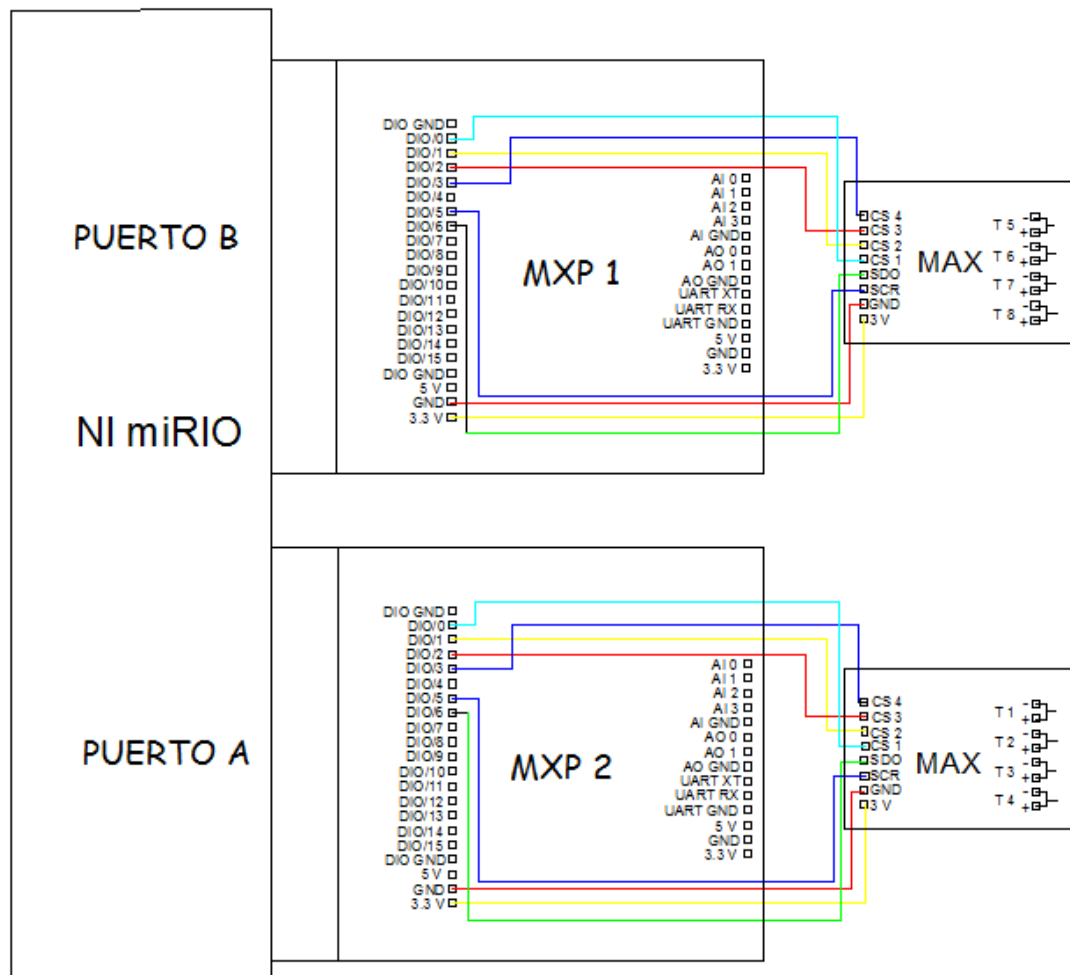 PUERTO B
NI miRIO
PUERTO A
DIO GND
DIO/0
DIO/1
DIO/2
DIO/3
DIO/4
DIO/5
DIO/6
DIO/7
DIO/8
DIO/9
DIO/10
DIO/11
DIO/12
DIO/13
DIO/14
DIO/15
DIO GND
5 V
GND
3.3 V
MXP 1
AI 0
AI 1
AI 2
AI 3
AI GND
AO 0
AO 1
AO GND
UART XT
UART RX
UART GND
5 V
GND
3.3 V
CS 4
CS 3
CS 2
CS 1
SDO
SCR
GND
3 V
MAX
T 5 - +
T 6 - +
T 7 - +
T 8 - +
DIO GND
DIO/0
DIO/1
DIO/2
DIO/3
DIO/4
DIO/5
DIO/6
DIO/7
DIO/8
DIO/9
DIO/10
DIO/11
DIO/12
DIO/13
DIO/14
DIO/15
DIO GND
5 V
GND
3.3 V
MXP 2
AI 0
AI 1
AI 2
AI 3
AI GND
AO 0
AO 1
AO GND
UART XT
UART RX
UART GND
5 V
GND
3.3 V
CS 4
CS 3
CS 2
CS 1
SDO
SCR
GND
3 V
MAX
T 1 - +
T 2 - +
T 3 - +
T 4 - +